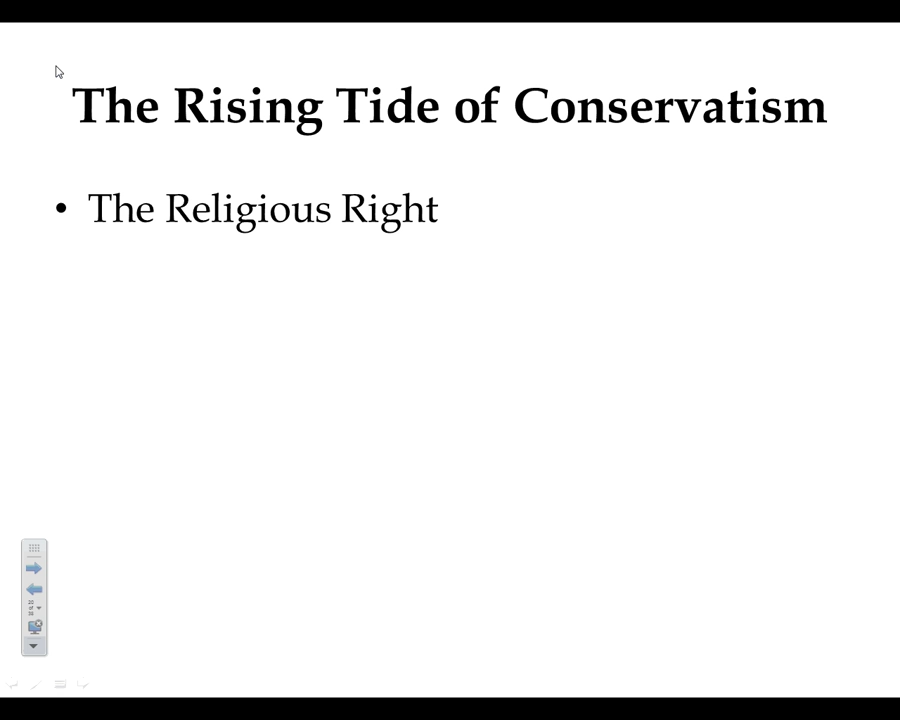 The Rising Tide of Conservatism
• The Religious Right